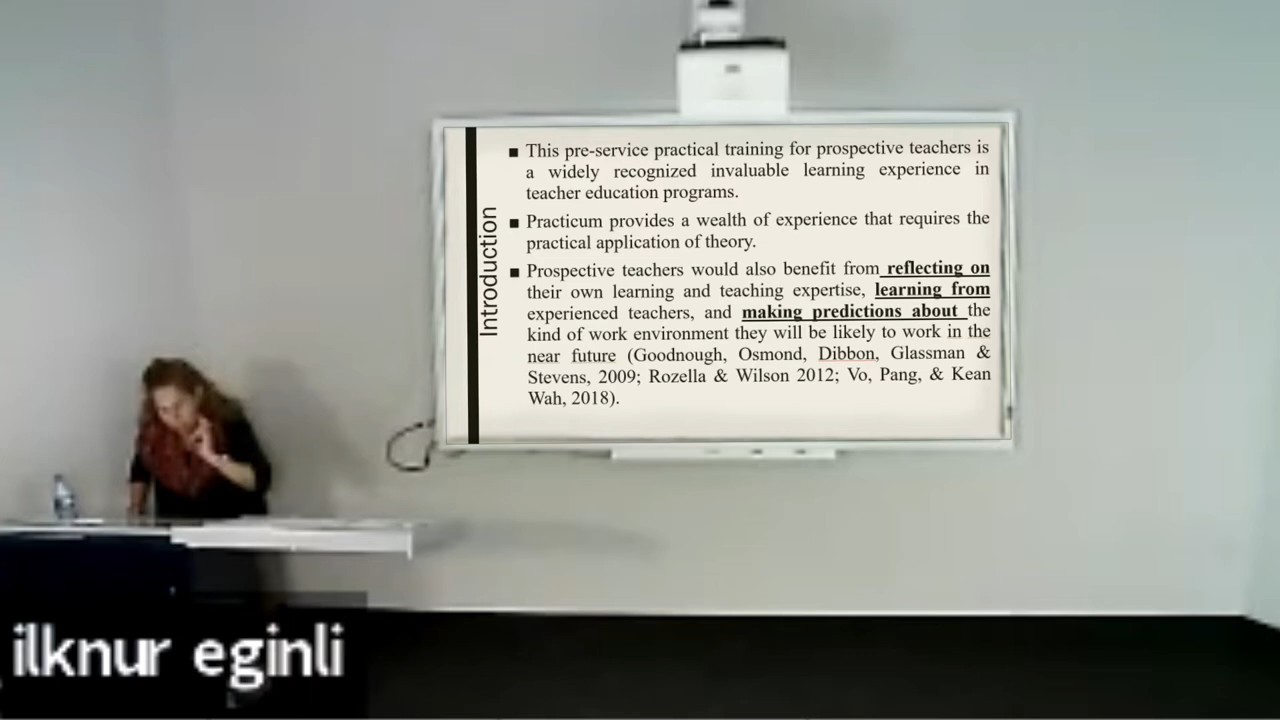 Introduction
■ This pre-service practical training for prospective teachers is
a widely recognized invaluable learning experience in
teacher education programs.
■ Practicum provides a wealth of experience that requires the
practical application of theory.
■ Prospective teachers would also benefit from reflecting on
their own learning and teaching expertise, learning from
experienced teachers, and making predictions about the
kind of work environment they will be likely to work in the
near future (Goodnough, Osmond, Dibbon, Glassman &
Stevens, 2009; Rozella & Wilson 2012; Vo, Pang, & Kean
Wah, 2018).
ilknur eginli